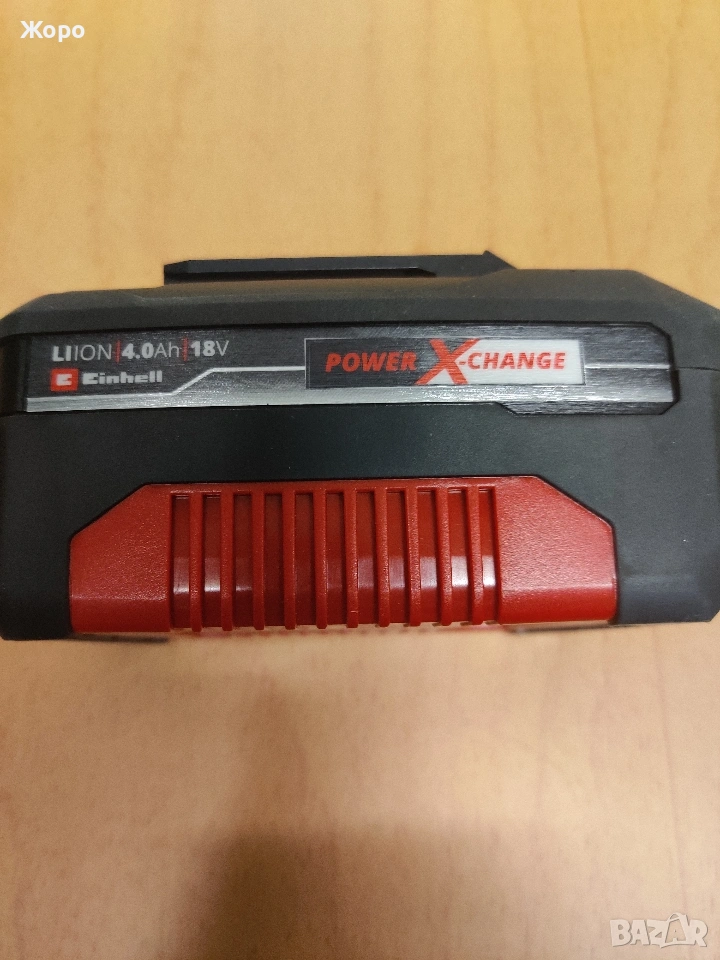 Жоро
LIION | 4.0Ah | 18V
Einhell
POWER X-CHANGE
BAZAR